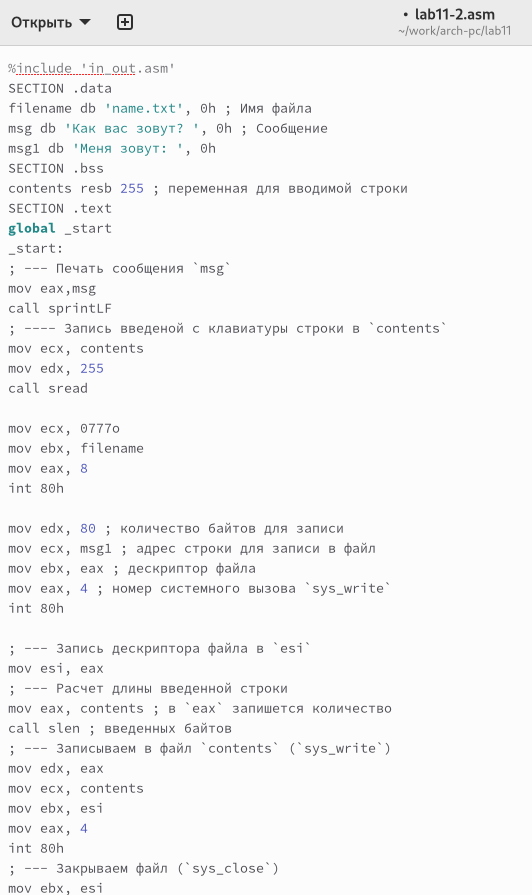 Открыть
• lab11-2.asm
~/work/arch-pc/lab11
%include 'in_out.asm'
SECTION .data
filename db 'name.txt', 0h ; Имя файла
msg db 'Как вас зовут? ', 0h ; Сообщение
msg1 db 'Меня зовут: ', 0h
SECTION .bss
contents resb 255 ; переменная для вводимой строки
SECTION .text
global _start
_start:
; --- Печать сообщения `msg`
mov eax,msg
call sprintLF
; ---- Запись введеной с клавиатуры строки в `contents`
mov ecx, contents
mov edx, 255
call sread
mov ecx, 0777o
mov ebx, filename
mov eax, 8
int 80h
mov edx, 80 ; количество байтов для записи
mov ecx, msg1 ; адрес строки для записи в файл
mov ebx, eax ; дескриптор файла
mov eax, 4 ; номер системного вызова `sys_write`
int 80h
; --- Запись дескриптора файла в `esi`
mov esi, eax
; --- Расчет длины введенной строки
mov eax, contents ; в `eax` запишется количество
call slen ; введенных байтов
; --- Записываем в файл `contents` (`sys_write`)
mov edx, eax
mov ecx, contents
mov ebx, esi
mov eax, 4
int 80h
; --- Закрываем файл (`sys_close`)
mov ebx, esi